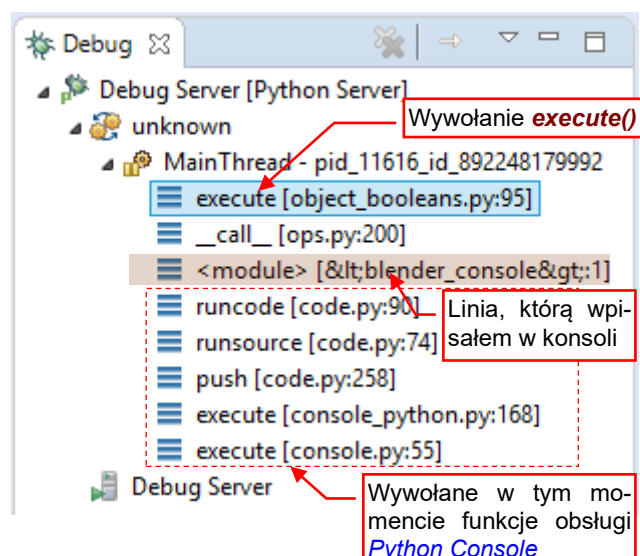 Debug
Debug Server [Python Server]
Wywołanie execute()
unknown
MainThread - pid_11616_id_892248179992
execute [object_booleans.py:95]
__call__ [ops.py:200]
<module> [&lt;blender_console&gt;:1]
runcode [code.py:90]
Linia, którą wpi-
sałem w konsoli
runsource [code.py:74]
push [code.py:258]
execute [console_python.py:168]
execute [console.py:55]
Debug Server
Wywołane w tym mo-
mencie funkcje obsługi
Python Console